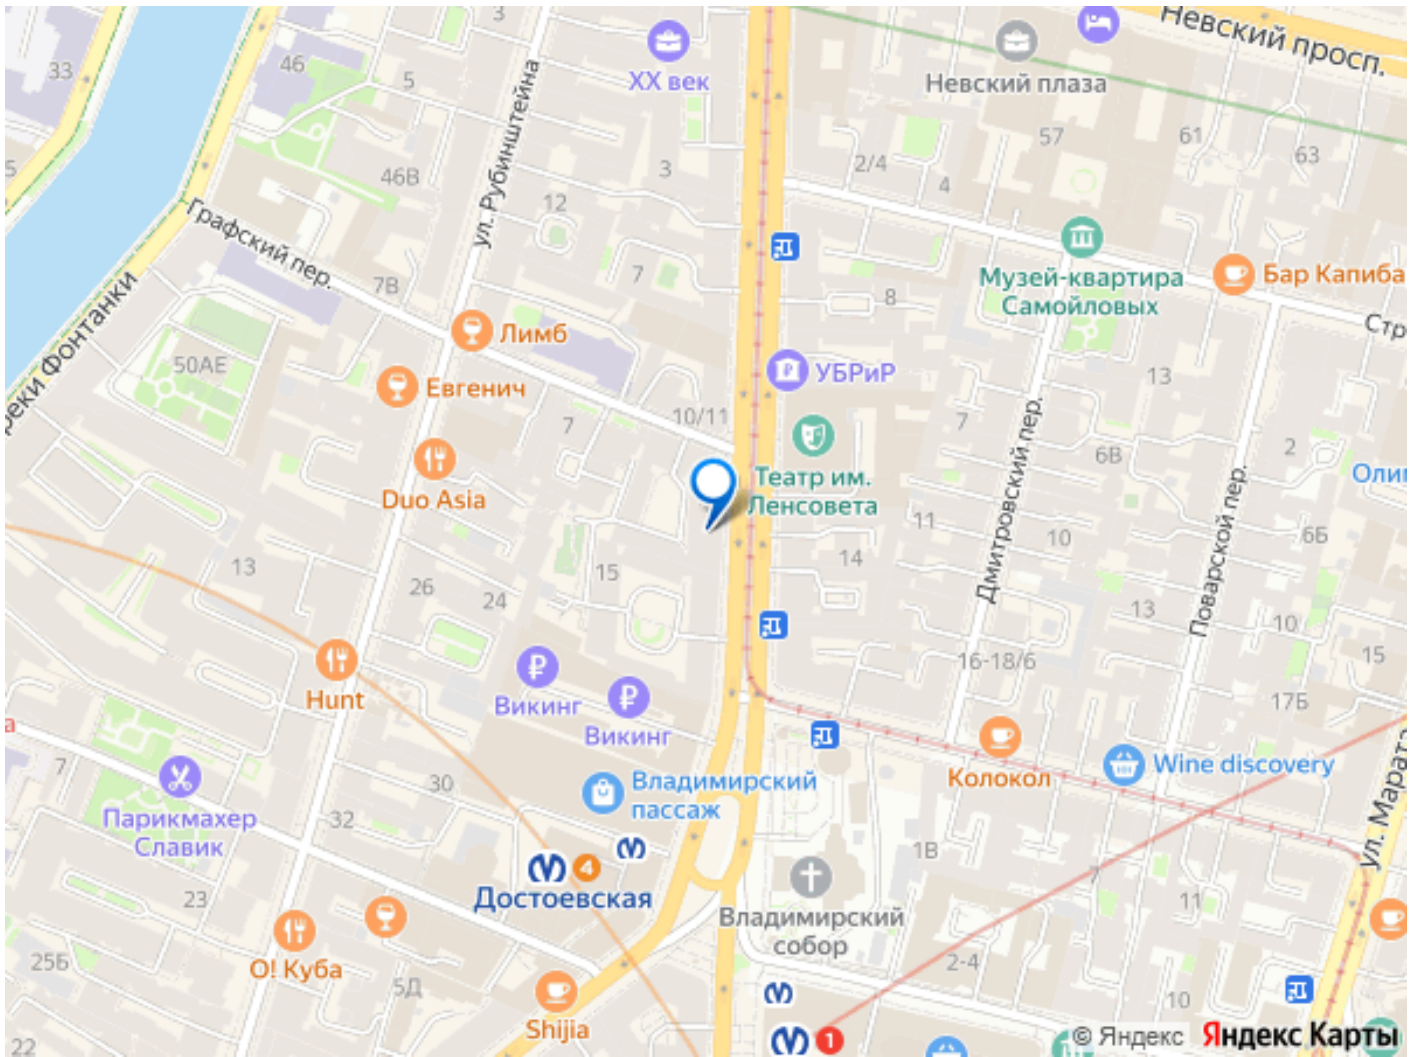 3
Невский просп.
46
33
5
XX век
Невский плаза
57
61
63
2/4
4
3
46В
12
ул. Рубинштейна
5
Графский пер.
7В
7
8
Музей-квартира
Самойловых
Бар Капиба
Стр
реки Фонтанки
Лимб
50АЕ
Евгенич
УБРиР
13
10/11
7
7
Дмитровский пер.
6В
2
Поварской пер.
Олиг
Duo Asia
Театр им.
Ленсовета
11
10
6Б
14
13
15
26
24
13
10
15
16-18/6
17Б
Hunt
Викинг
Викинг
а
7
Колокол
Wine discovery
ул. Марата
Владимирский
пассаж
30
Парикмахер
Славик
32
4
Достоевская
1В
7
11
23
Владимирский
собор
25Б
О! Куба
5Д
2-4
10
Shijia
22
1
© Яндекс Яндекс Карты